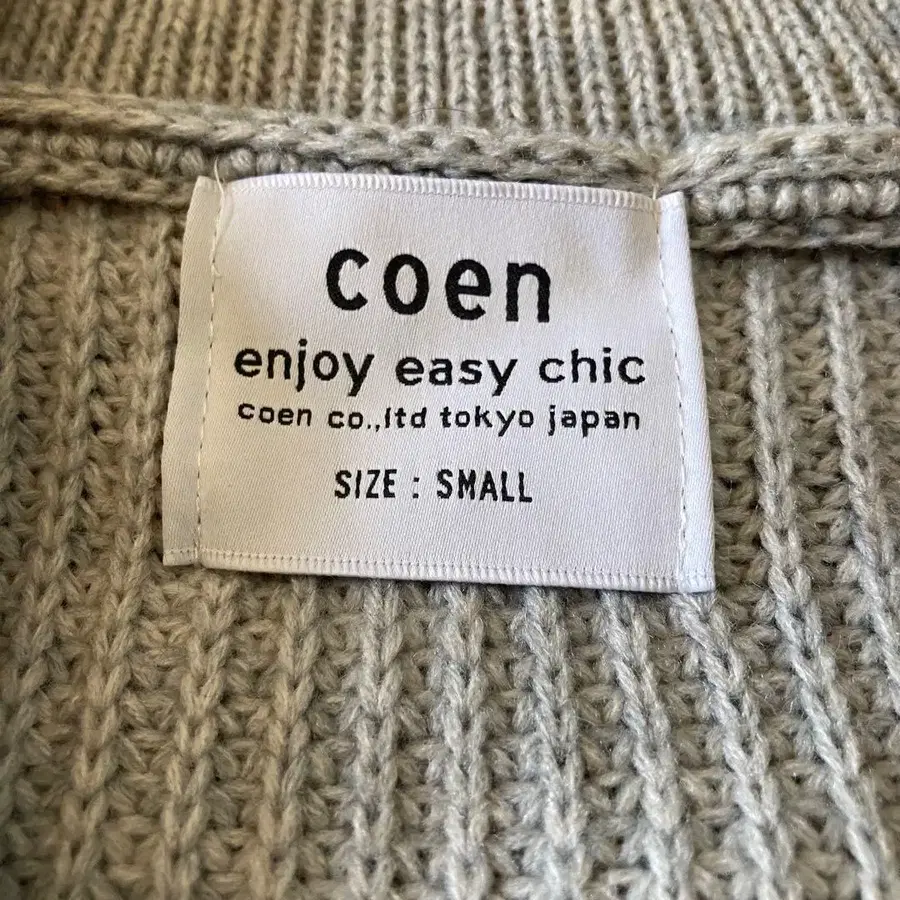 coen
enjoy easy chic
coen co.,ltd tokyo japan
SIZE : SMALL